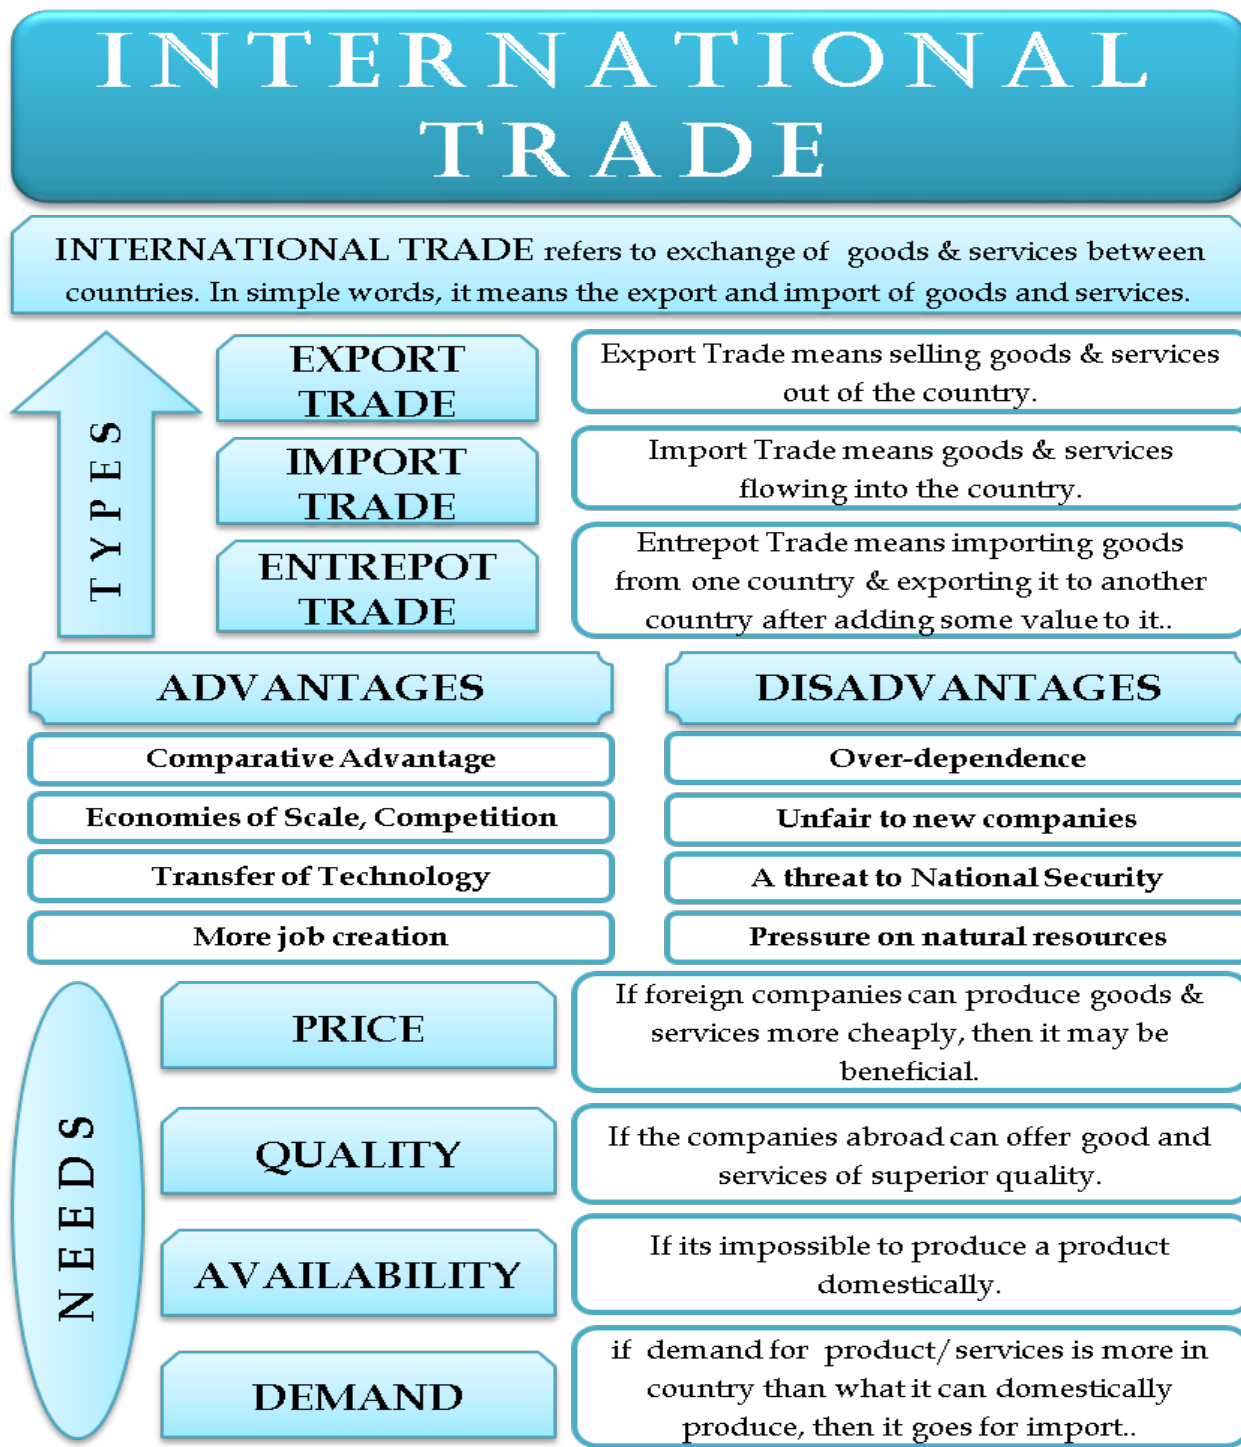 INTERNATIONAL
TRADE
INTERNATIONAL TRADE refers to exchange of goods & services between
countries. In simple words, it means the export and import of goods and services.
TYPES
EXPORT
TRADE
Export Trade means selling goods & services
out of the country.
IMPORT
TRADE
Import Trade means goods & services
flowing into the country.
ENTREPOT
TRADE
Entrepot Trade means importing goods
from one country & exporting it to another
country after adding some value to it..
ADVANTAGES
Comparative Advantage
Economies of Scale, Competition
Transfer of Technology
More job creation
DISADVANTAGES
Over-dependence
Unfair to new companies
A threat to National Security
Pressure on natural resources
NEEDS
PRICE
If foreign companies can produce goods &
services more cheaply, then it may be
beneficial.
QUALITY
If the companies abroad can offer good and
services of superior quality.
AVAILABILITY
If its impossible to produce a product
domestically.
DEMAND
if demand for product/services is more in
country than what it can domestically
produce, then it goes for import..